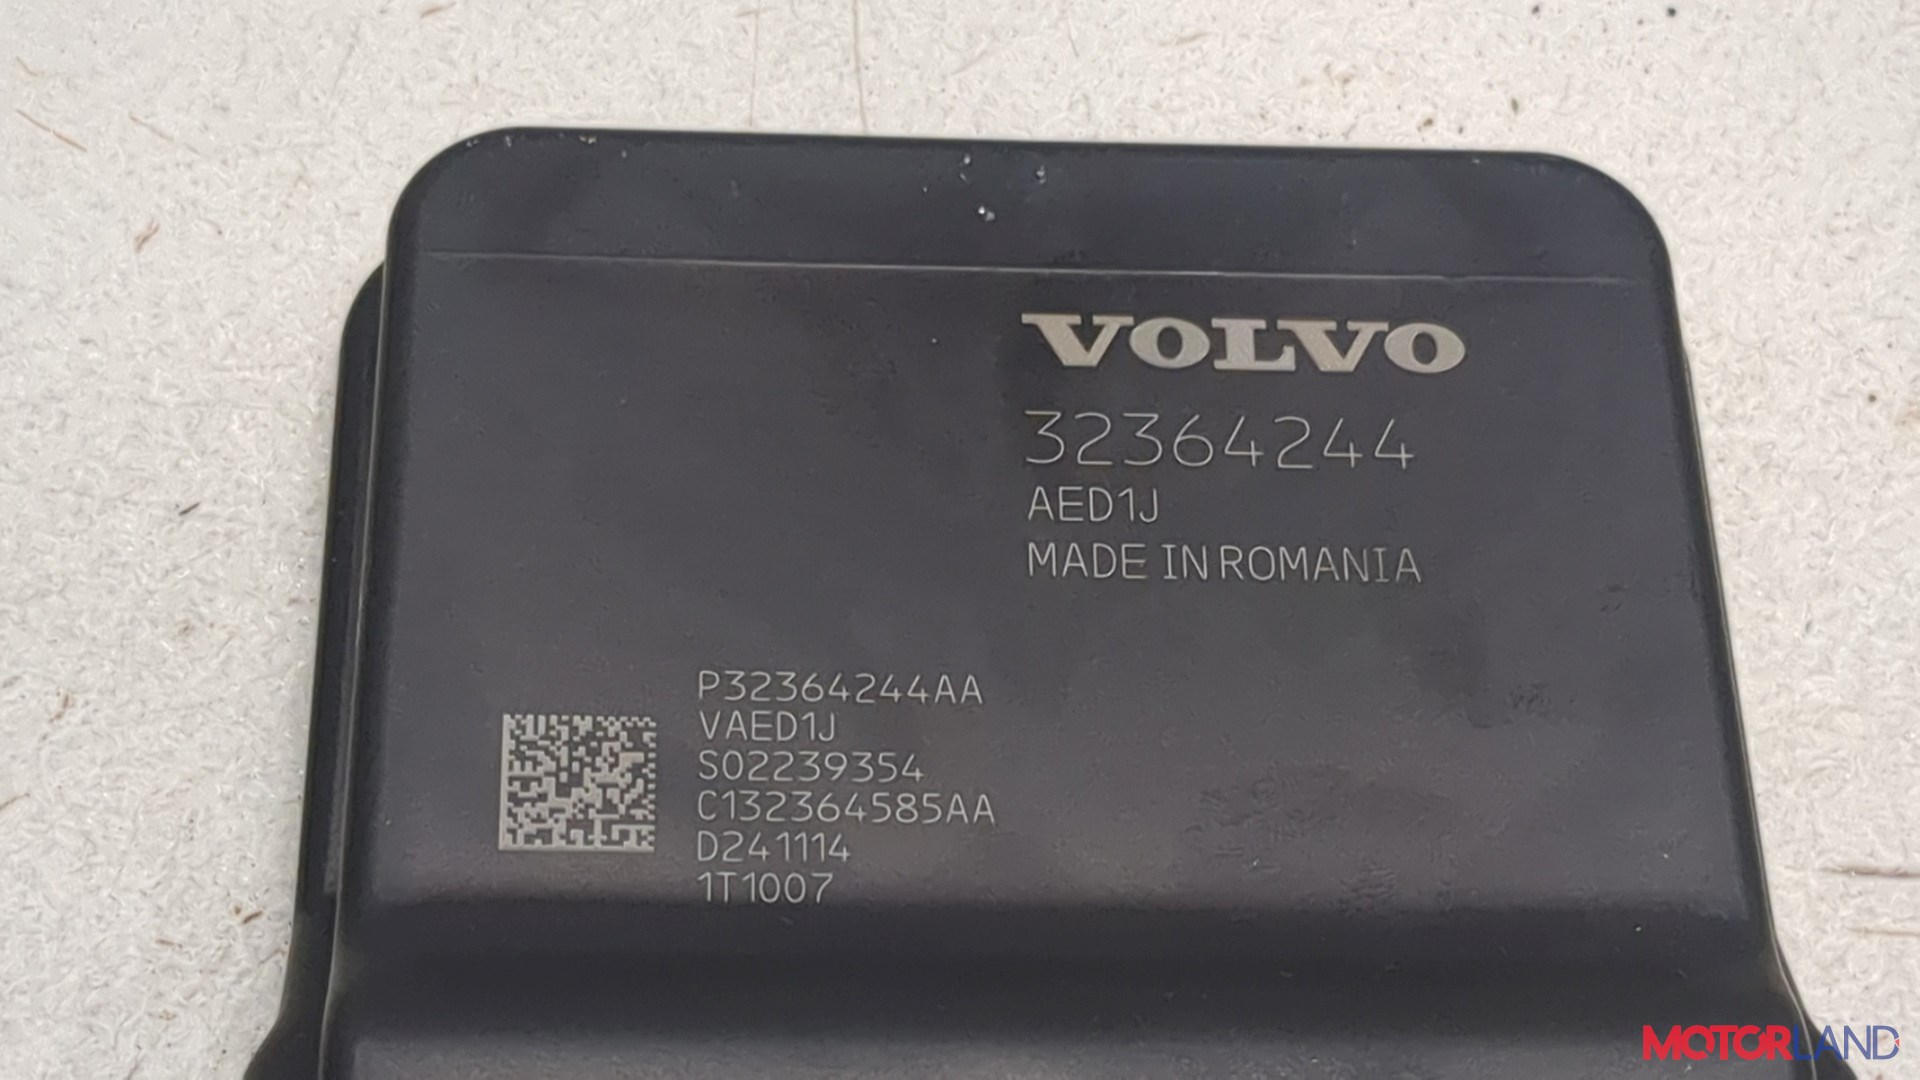 VOLVO
32364244
AED1J
MADE IN ROMANIA
P32364244AA
VAED1J
S02239354
C132364585AA
D241114
1T1007
MOTORLAND